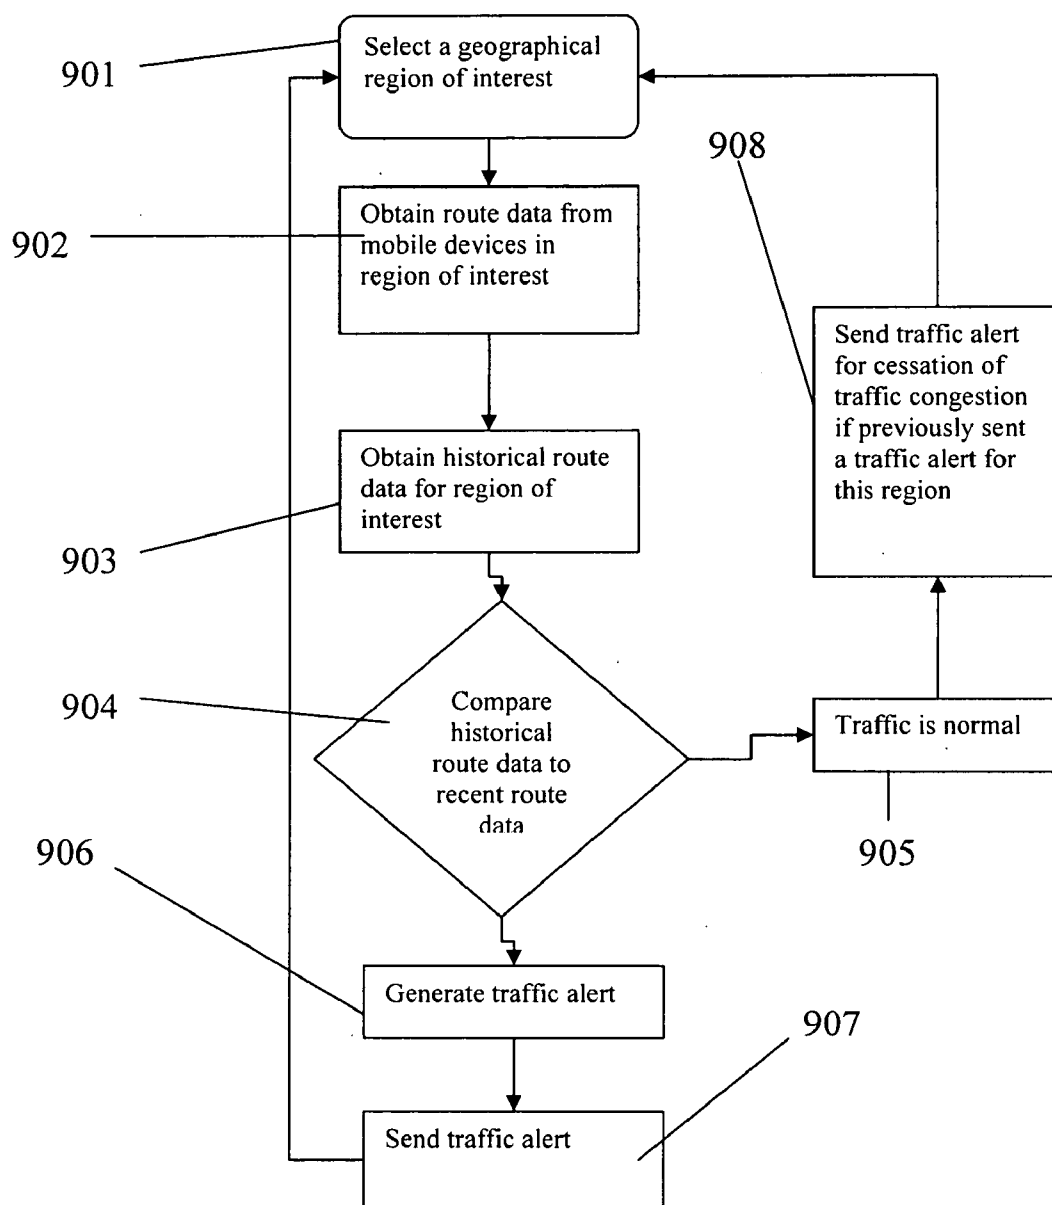 901
Select a geographical
region of interest
902
Obtain route data from
mobile devices in
region of interest
903
Obtain historical route
data for region of
interest
904
Compare
historical
route data to
recent route
data
908
Send traffic alert
for cessation of
traffic congestion
if previously sent
a traffic alert for
this region
Traffic is normal
905
906
Generate traffic alert
907
Send traffic alert